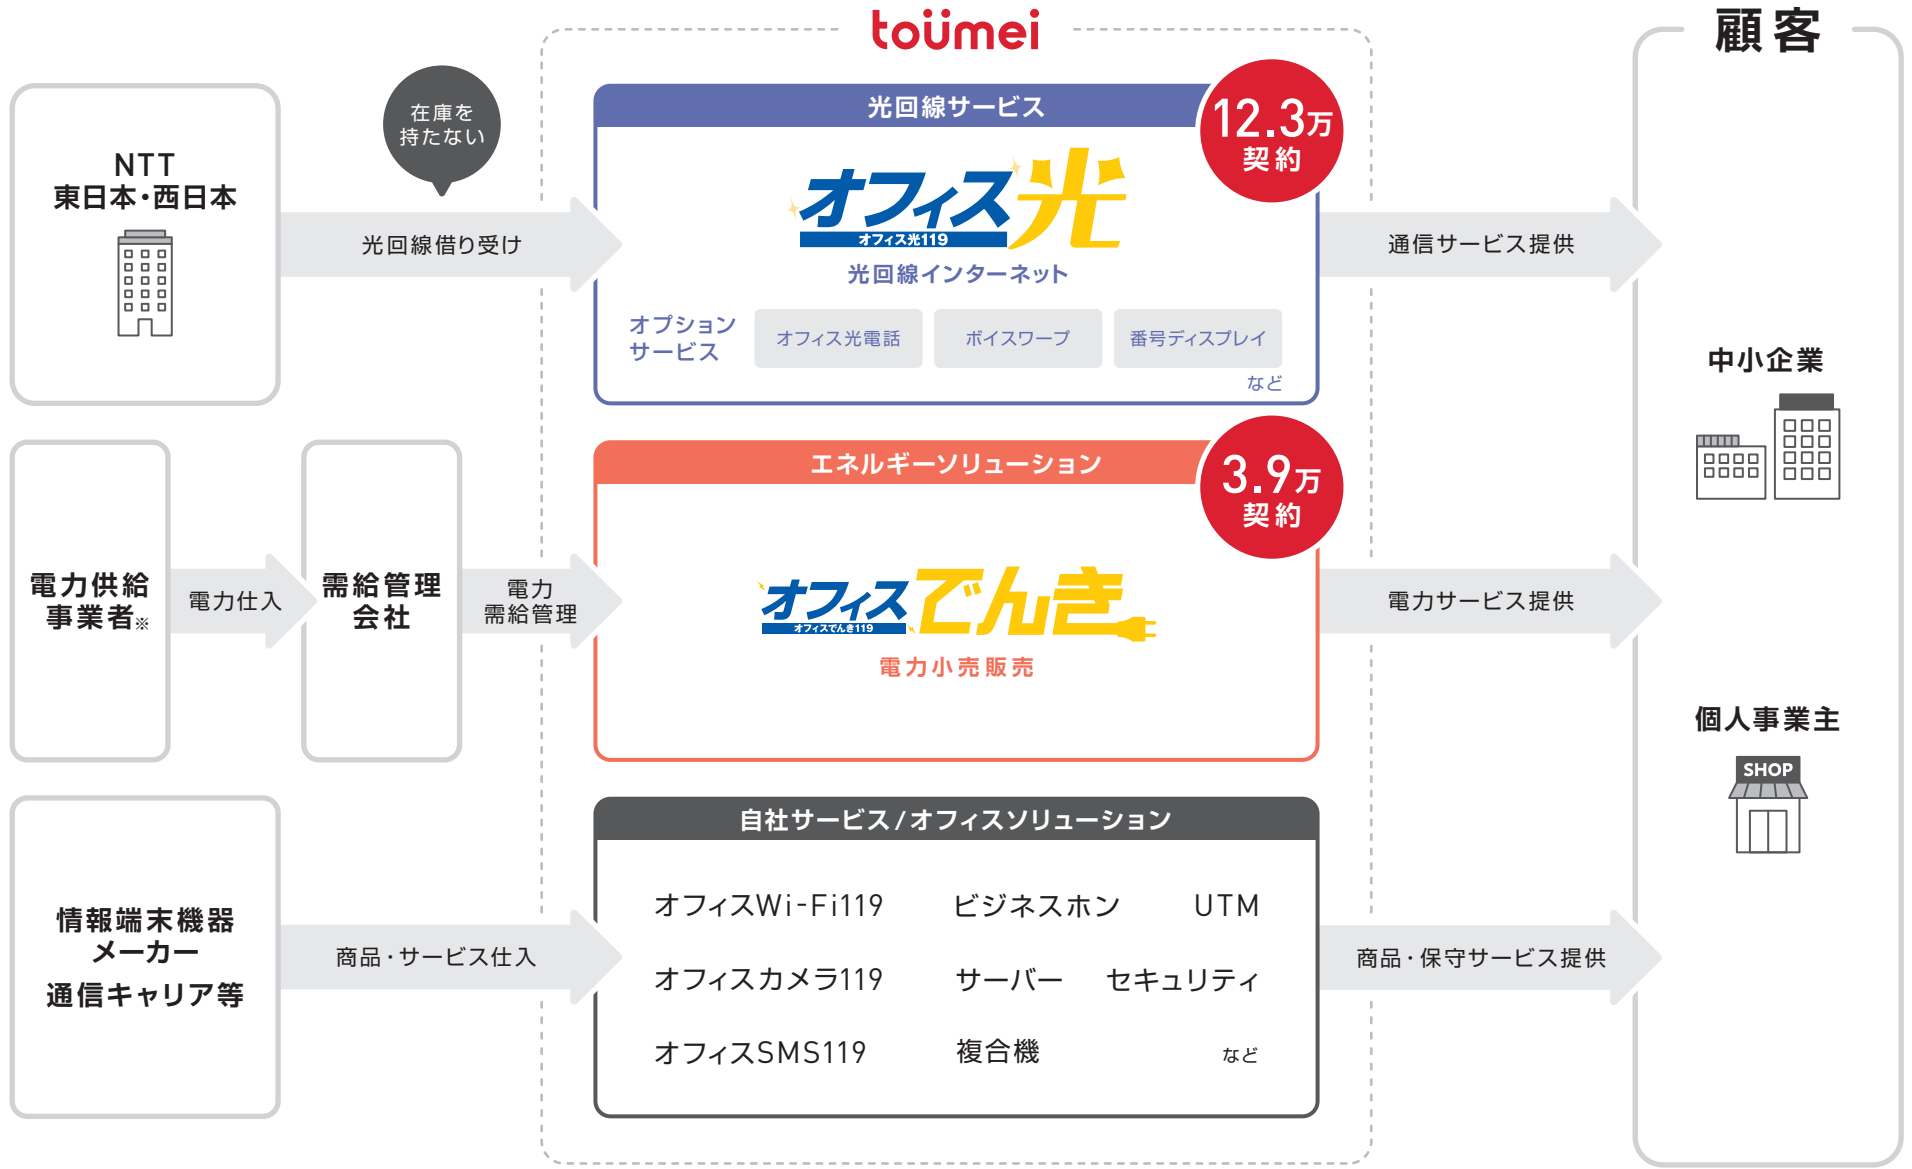 toümei
顧客
NTT
東日本・西日本
在庫を
持たない
光回線借り受け
光回線サービス
12.3万
契約
オフィス光
オフィス光119
光回線インターネット
オプション
サービス
オフィス光電話
ボイスワープ
番号ディスプレイ
など
通信サービス提供
中小企業
電力供給
事業者※
電力仕入
需給管理
会社
電力
需給管理
エネルギーソリューション
3.9万
契約
オフィスでんき
オフィスでんき119
電力小売販売
電力サービス提供
個人事業主
SHOP
情報端末機器
メーカー
通信キャリア等
商品・サービス仕入
自社サービス/オフィスソリューション
オフィスWi-Fi119 ビジネスホン UTM
オフィスカメラ119 サーバー セキュリティ
オフィスSMS119 複合機 など
商品・保守サービス提供